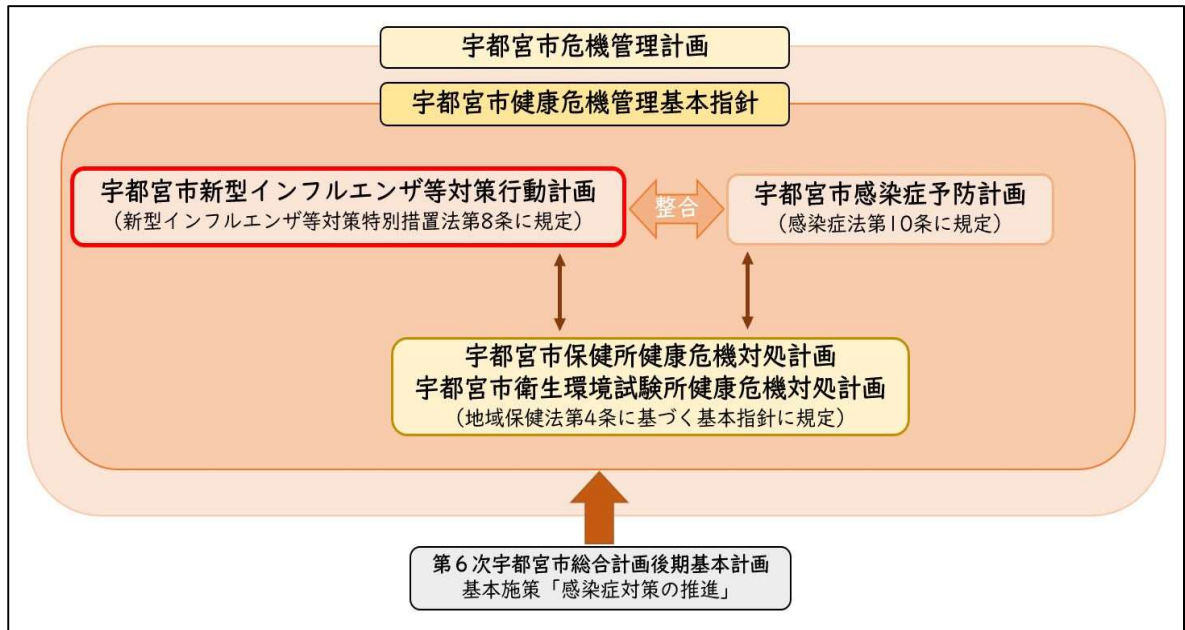 宇都宮市危機管理計画
宇都宮市健康危機管理基本指針
宇都宮市新型インフルエンザ等対策行動計画
(新型インフルエンザ等対策特別措置法第8条に規定)
整合
宇都宮市感染症予防計画
(感染症法第10条に規定)
宇都宮市保健所健康危機対処計画
宇都宮市衛生環境試験所健康危機対処計画
(地域保健法第4条に基づく基本指針に規定)
第6次宇都宮市総合計画後期基本計画
基本施策「感染症対策の推進」